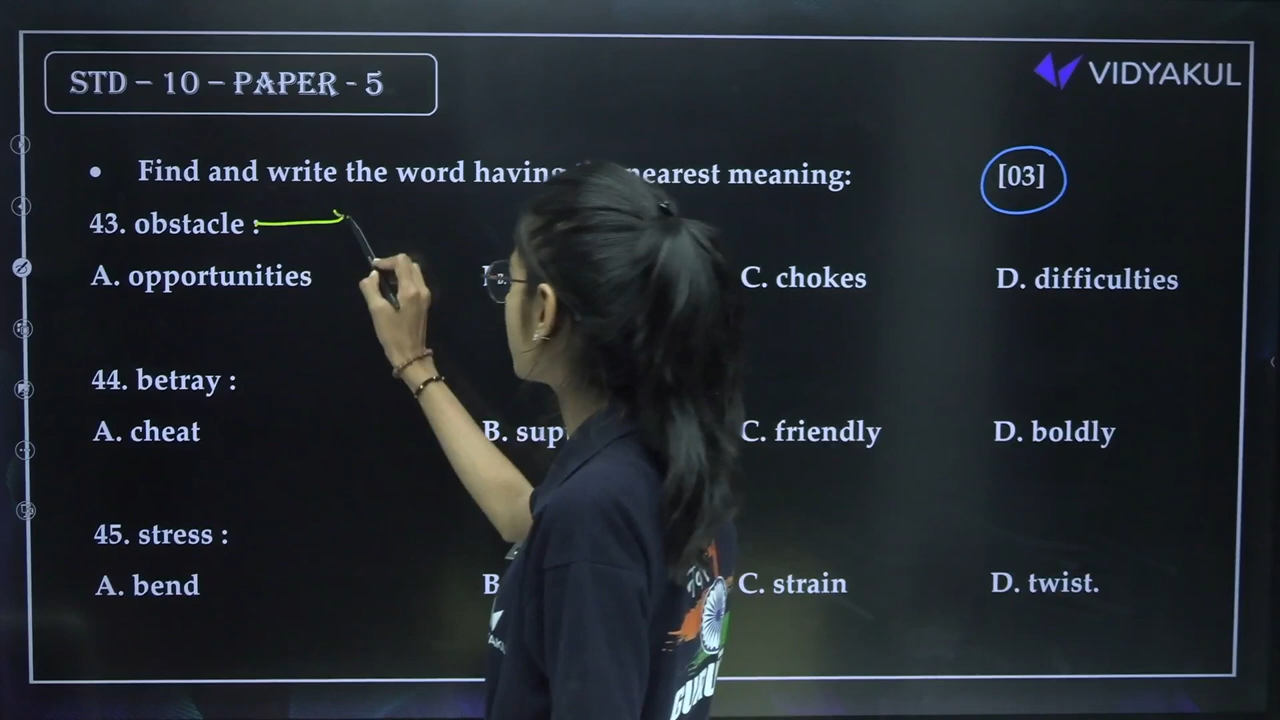 STD – 10 – PAPER - 5
VIDYAKUL
• Find and write the word having nearest meaning:
[03]
43. obstacle :
A. opportunities C. chokes D. difficulties
44. betray :
A. cheat B. C. friendly D. boldly
45. stress :
A. bend B C. strain D. twist.